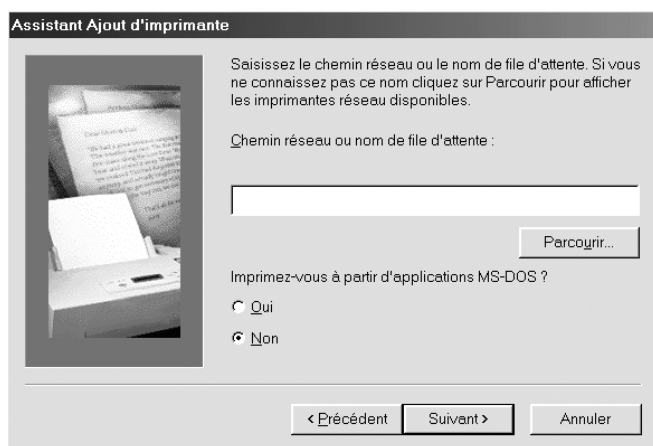 Assistant Ajout d'imprimante
Saisissez le chemin réseau ou le nom de file d'attente. Si vous
ne connaissez pas ce nom cliquez sur Parcourir pour afficher
les imprimantes réseau disponibles.
Chemin réseau ou nom de file d'attente :
Parcourir...
Imprimez-vous à partir d'applications MS-DOS ?
Oui
Non
< Précédent
Suivant >
Annuler